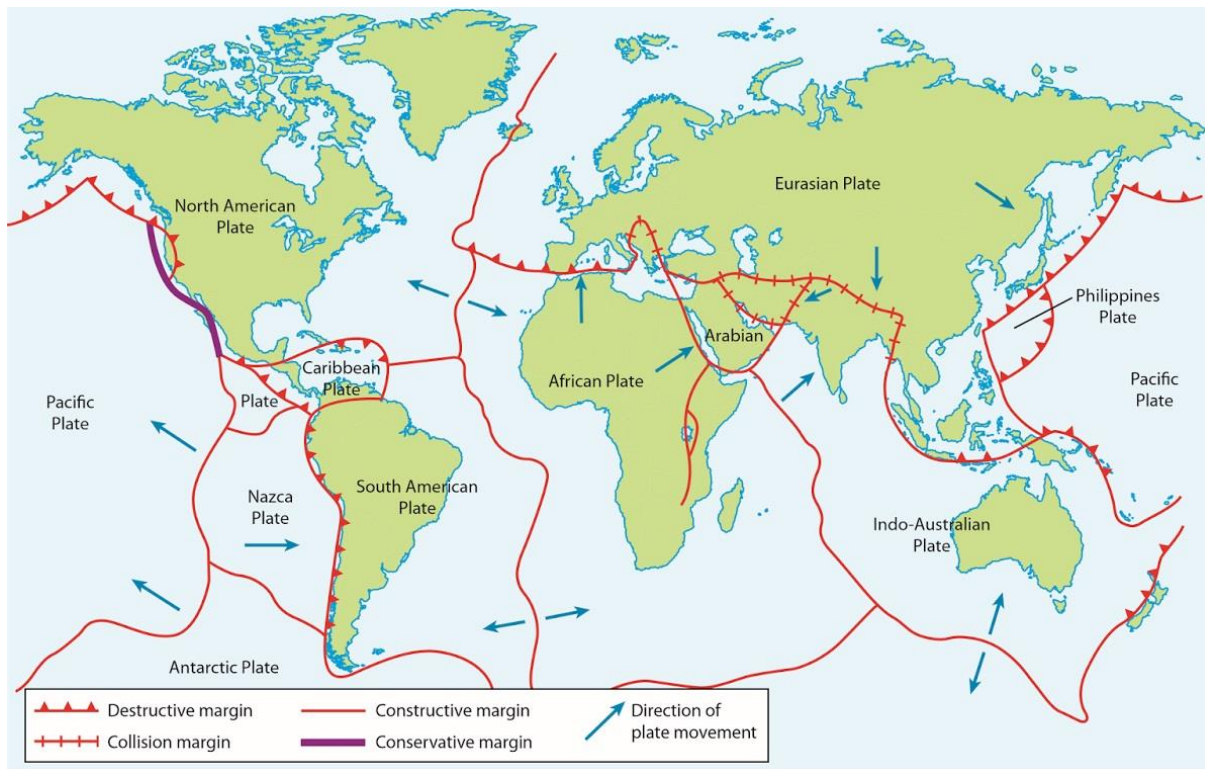 North American
Plate
Eurasian Plate
Philippines
Plate
Caribbean
Plate
Plate
Arabian
African Plate
Pacific
Plate
Pacific
Plate
Nazca
Plate
South American
Plate
Indo-Australian
Plate
Antarctic Plate
Destructive margin
Constructive margin
Direction of
plate movement
Collision margin
Conservative margin